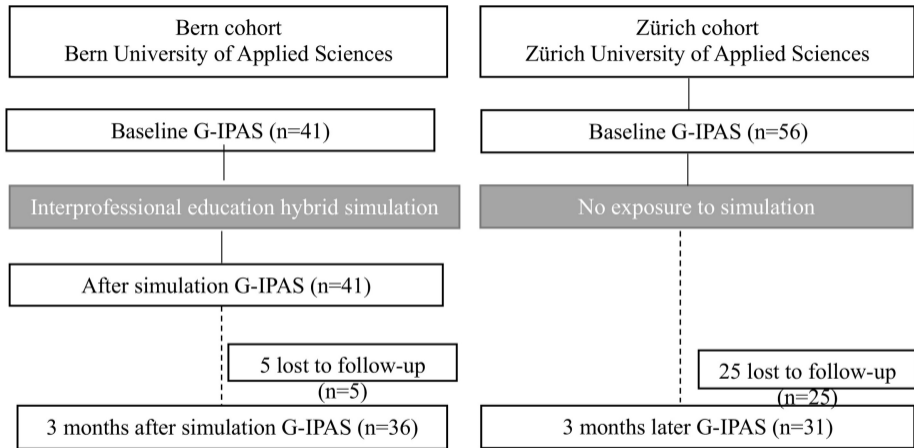 Bern cohort
Bern University of Applied Sciences
Baseline G-IPAS (n=41)
Interprofessional education hybrid simulation
After simulation G-IPAS (n=41)
5 lost to follow-up
(n=5)
3 months after simulation G-IPAS (n=36)
Zürich cohort
Zürich University of Applied Sciences
Baseline G-IPAS (n=56)
No exposure to simulation
25 lost to follow-up
(n=25)
3 months later G-IPAS (n=31)